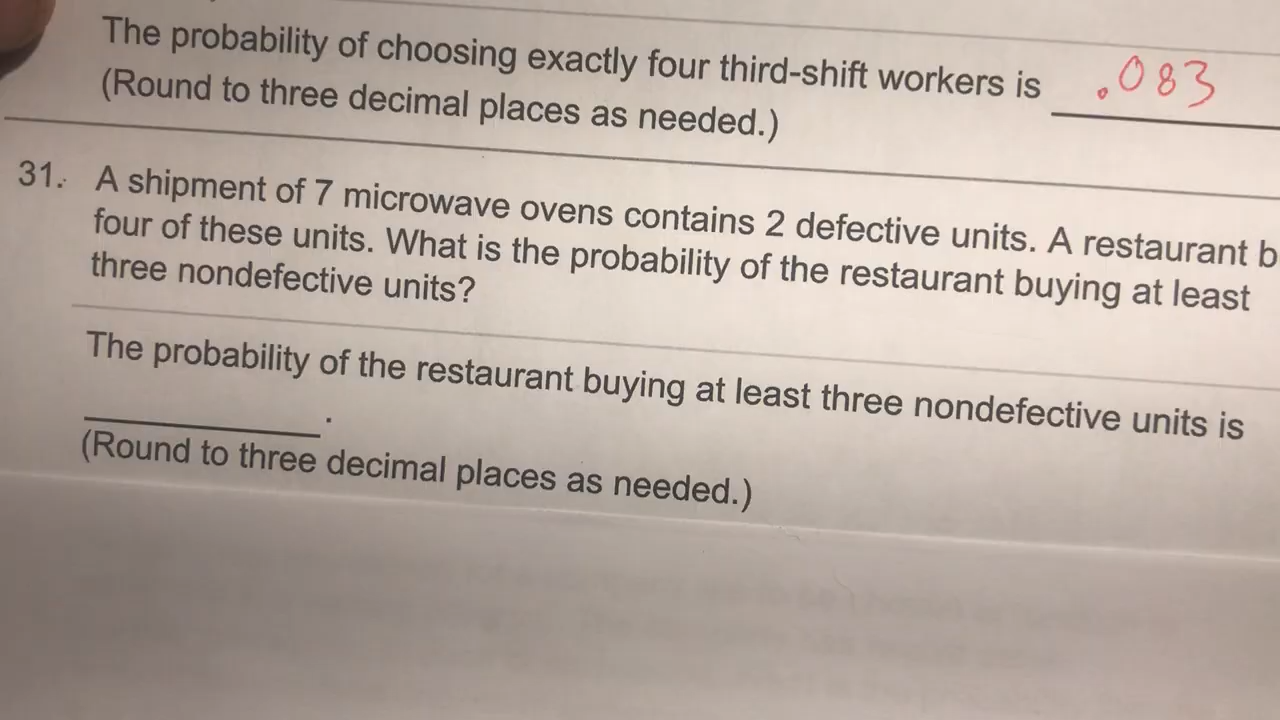 The probability of choosing exactly four third-shift workers is .083
(Round to three decimal places as needed.)
31. A shipment of 7 microwave ovens contains 2 defective units. A restaurant
four of these units. What is the probability of the restaurant buying at least
three nondefective units?
The probability of the restaurant buying at least three nondefective units is
.
(Round to three decimal places as needed.)